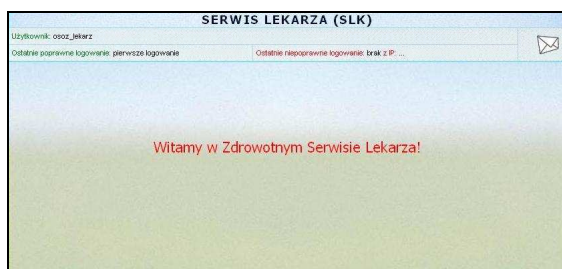 SERWIS LEKARZA (SLK)
Użytkownik: osoz_lekarz
Ostatnie poprawne logowanie: pierwsze logowanie Ostatnie niepoprawne logowanie: brak z IP: ...
Witamy w Zdrowotnym Serwisie Lekarza!